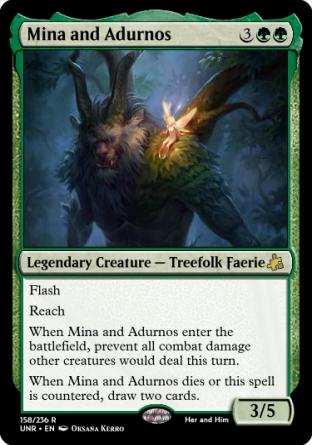 Mina and Adurnos 3
Legendary Creature — Treefolk Faerie
Flash
Reach
When Mina and Adurnos enter the
battlefield, prevent all combat damage
other creatures would deal this turn.
When Mina and Adurnos dies or this spell
is countered, draw two cards.
3/5
158/236 R
UNR • EN Oksana Kerro
Her and Him